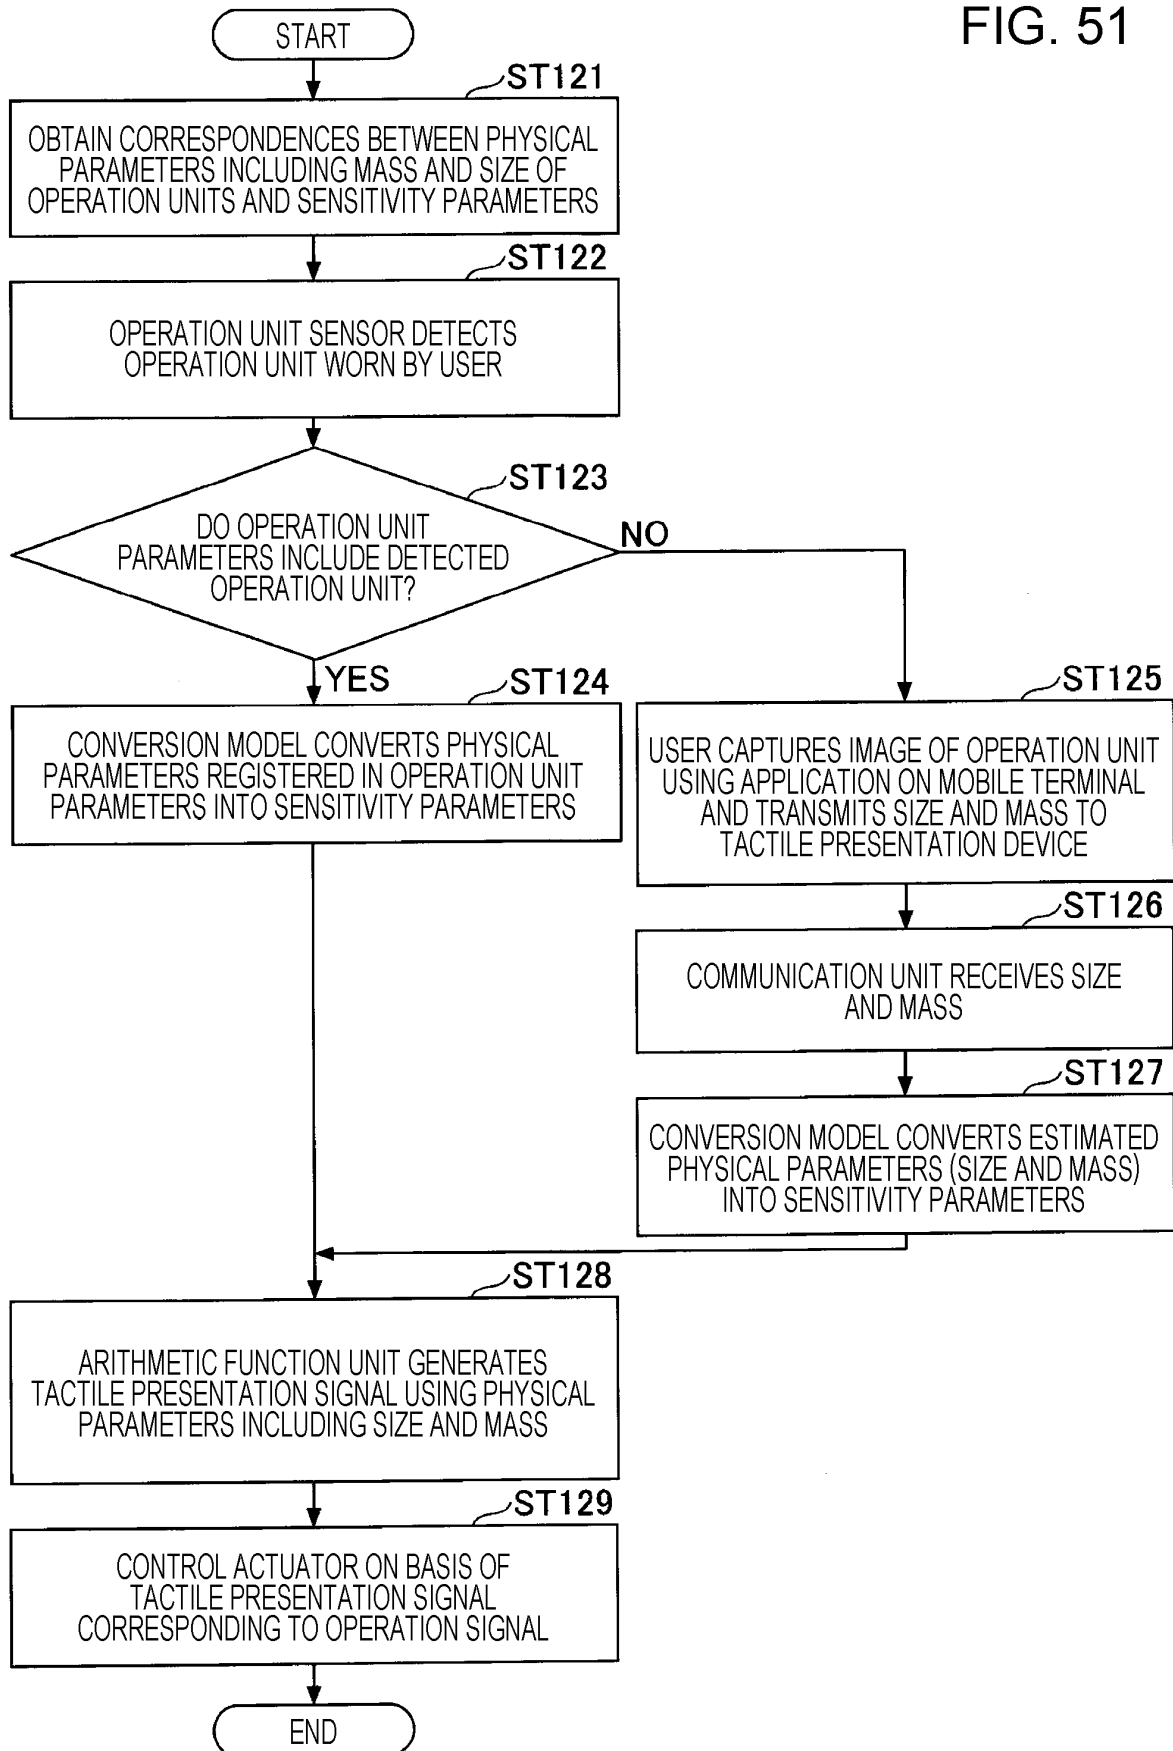 FIG. 51
START
ST121
OBTAIN CORRESPONDENCES BETWEEN PHYSICAL
PARAMETERS INCLUDING MASS AND SIZE OF
OPERATION UNITS AND SENSITIVITY PARAMETERS
ST122
OPERATION UNIT SENSOR DETECTS
OPERATION UNIT WORN BY USER
ST123
DO OPERATION UNIT
PARAMETERS INCLUDE DETECTED
OPERATION UNIT?
NO
YES
ST124
CONVERSION MODEL CONVERTS PHYSICAL
PARAMETERS REGISTERED IN OPERATION UNIT
PARAMETERS INTO SENSITIVITY PARAMETERS
ST125
USER CAPTURES IMAGE OF OPERATION UNIT
USING APPLICATION ON MOBILE TERMINAL
AND TRANSMITS SIZE AND MASS TO
TACTILE PRESENTATION DEVICE
ST126
COMMUNICATION UNIT RECEIVES SIZE
AND MASS
ST127
CONVERSION MODEL CONVERTS ESTIMATED
PHYSICAL PARAMETERS (SIZE AND MASS)
INTO SENSITIVITY PARAMETERS
ST128
ARITHMETIC FUNCTION UNIT GENERATES
TACTILE PRESENTATION SIGNAL USING PHYSICAL
PARAMETERS INCLUDING SIZE AND MASS
ST129
CONTROL ACTUATOR ON BASIS OF
TACTILE PRESENTATION SIGNAL
CORRESPONDING TO OPERATION SIGNAL
END